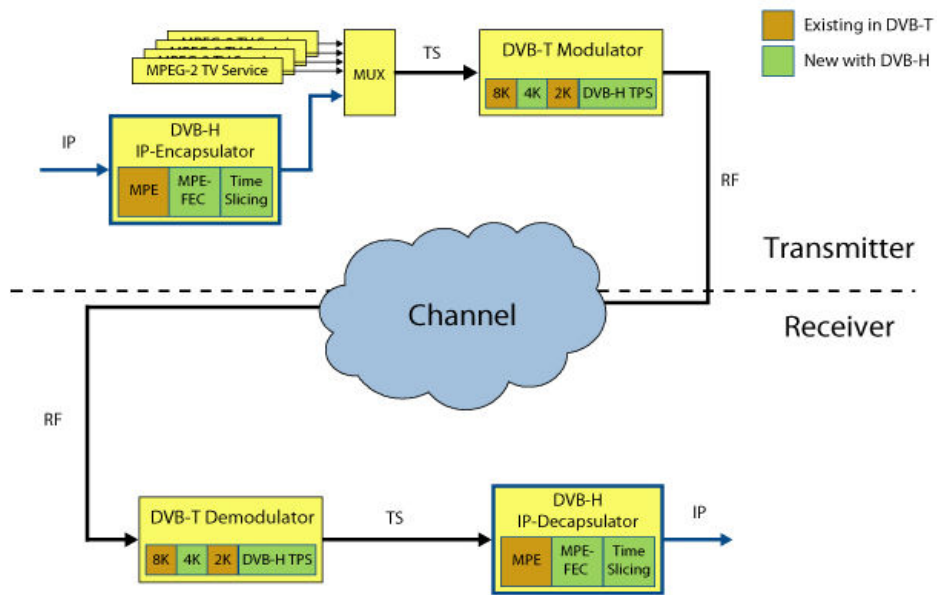 Existing in DVB-T
New with DVB-H
MPEG-2 TV Service
MUX
TS
DVB-T Modulator
8K 4K 2K DVB-H TPS
IP
DVB-H
IP-Encapsulator
MPE
MPE-
FEC
Time
Slicing
RF
Transmitter
Channel
Receiver
RF
DVB-T Demodulator
8K 4K 2K DVB-H TPS
TS
DVB-H
IP-Decapsulator
MPE
MPE-
FEC
Time
Slicing
IP